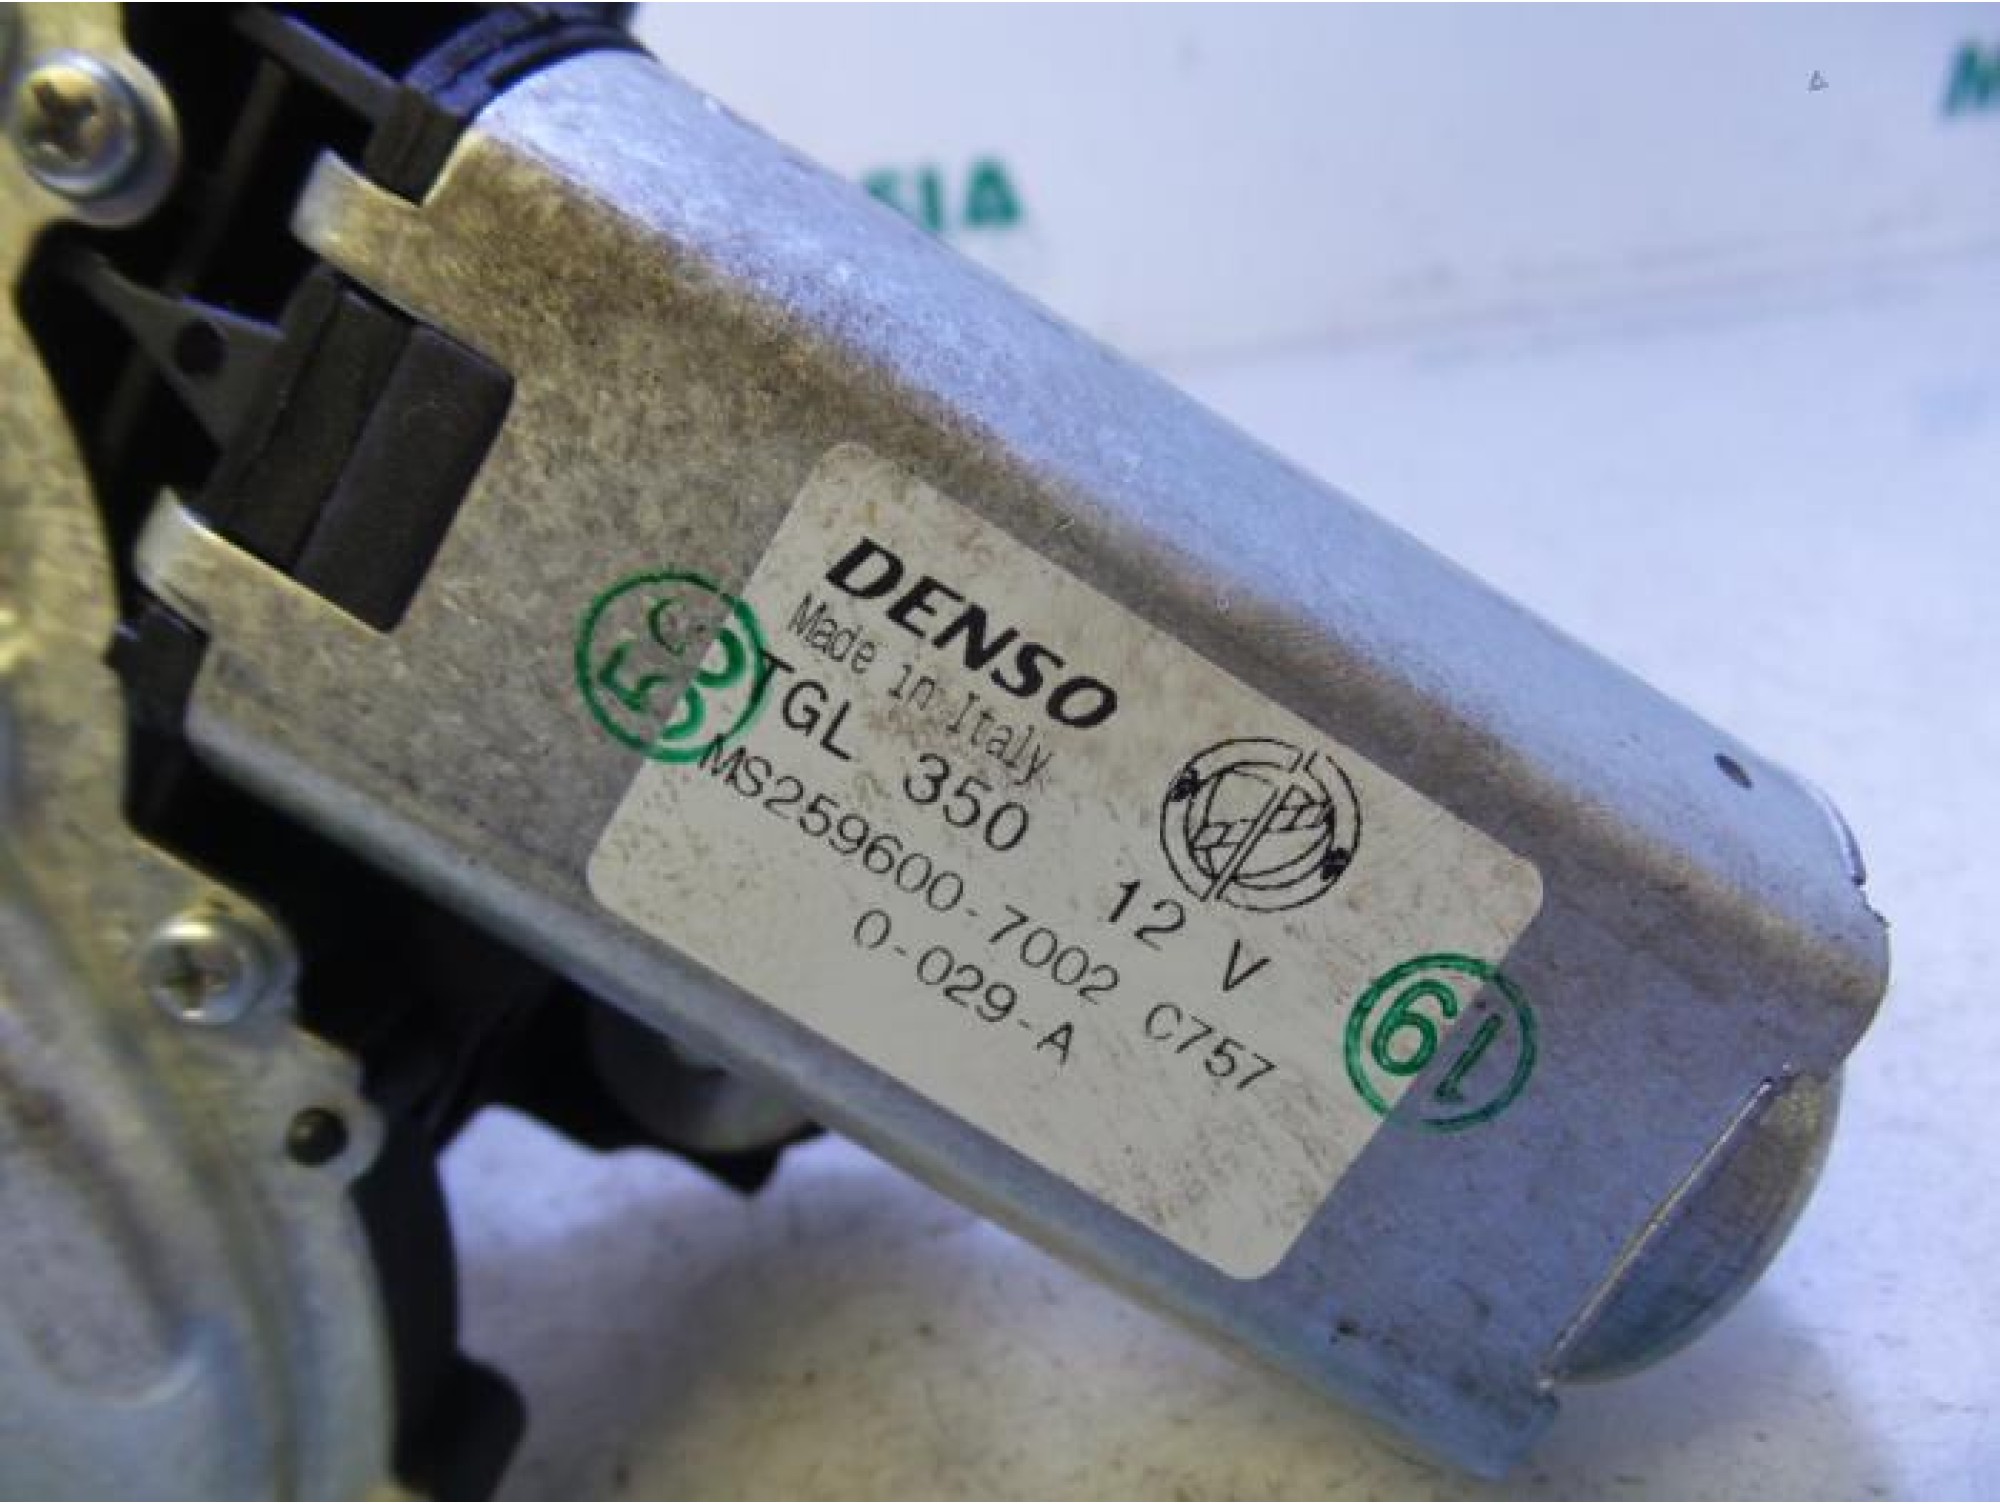 DENSO
Made in Italy
TGL 350 12 V
MS259600-7002 C757
0-029-A
61